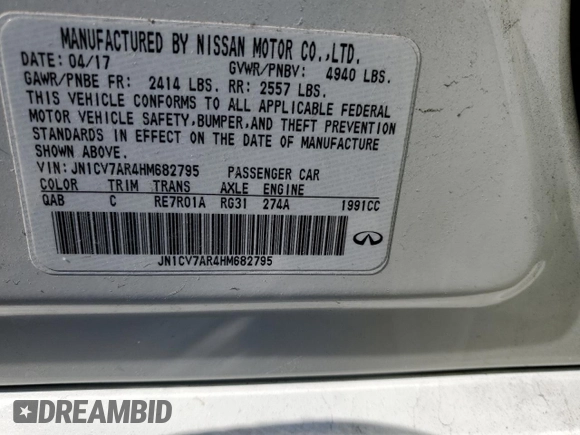 MANUFACTURED BY NISSAN MOTOR CO.,LTD.
DATE: 04/17 GVWR/PNBV: 4940 LBS.
GAWR/PNBE FR: 2414 LBS. RR: 2557 LBS.
THIS VEHICLE CONFORMS TO ALL APPLICABLE FEDERAL
MOTOR VEHICLE SAFETY,BUMPER,AND THEFT PREVENTION
STANDARDS IN EFFECT ON THE DATE OF MANUFACTURE
SHOWN ABOVE.
VIN: JN1CV7AR4HM682795 PASSENGER CAR
COLOR TRIM TRANS AXLE ENGINE
QAB C RE7R01A RG31 274A 1991CC
JN1CV7AR4HM682795
DREAMBID